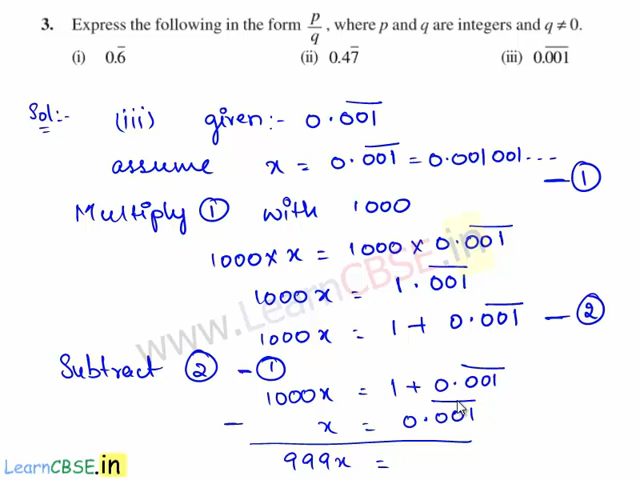 3. Express the following in the form p/q, where p and q are integers and q ≠ 0.
(i) 0.6̅ (ii) 0.47̅ (iii) 0.0̅0̅1̅
Sol:- (iii) given:- 0.0̅0̅1̅
assume x = 0.0̅0̅1̅ = 0.001001... — ①
Multiply ① with 1000
1000 × x = 1000 × 0.0̅0̅1̅
1000x = 1.0̅0̅1̅
1000x = 1 + 0.0̅0̅1̅ — ②
www.LearnCBSE.in
Subtract ② - ①
1000x = 1 + 0.0̅0̅1̅
- x = 0.0̅0̅1̅
999x =
LearnCBSE.in